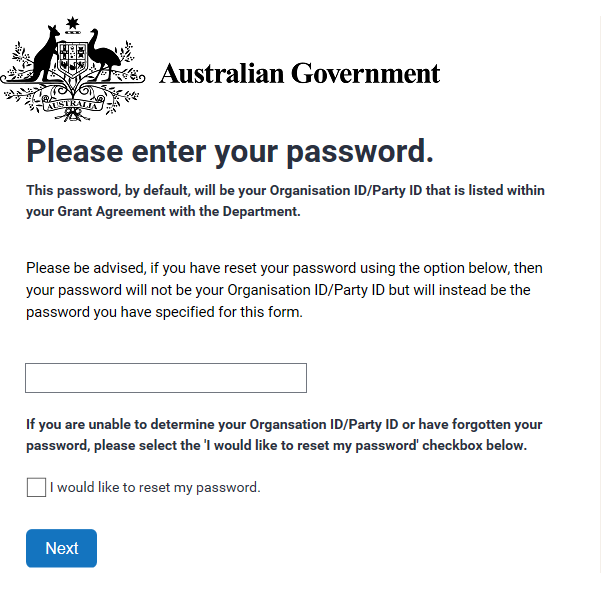 AUSTRALIA
Australian Government
Please enter your password.
This password, by default, will be your Organisation ID/Party ID that is listed within
your Grant Agreement with the Department.
Please be advised, if you have reset your password using the option below, then
your password will not be your Organisation ID/Party ID but will instead be the
password you have specified for this form.
If you are unable to determine your Organsation ID/Party ID or have forgotten your
password, please select the 'I would like to reset my password' checkbox below.
I would like to reset my password.
Next